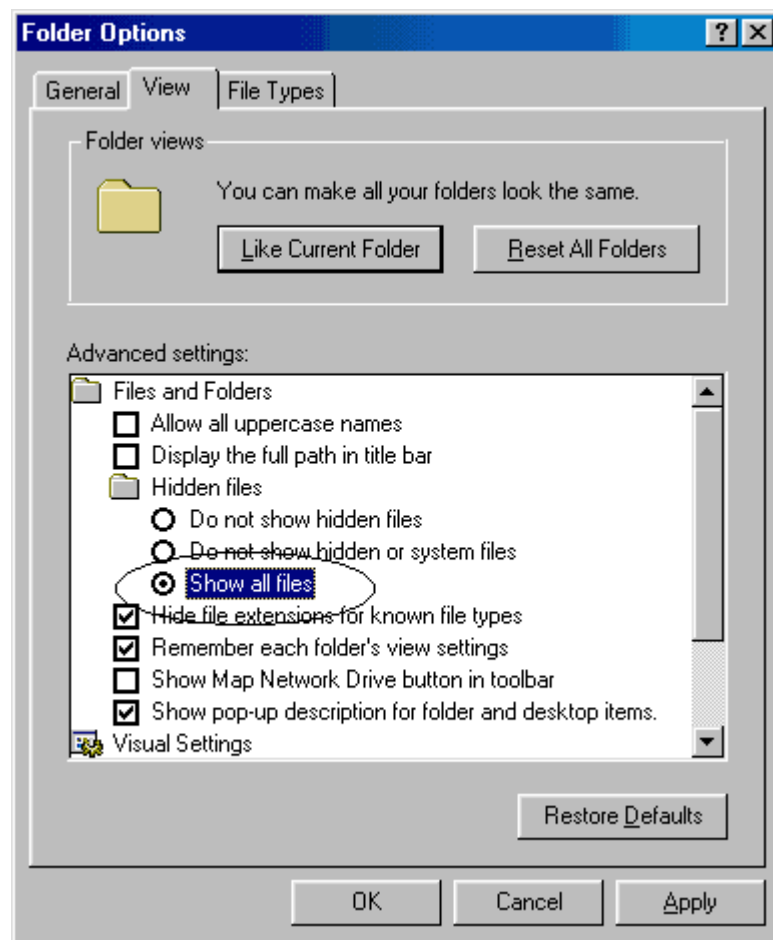 Folder Options
General View File Types
Folder views
You can make all your folders look the same.
Like Current Folder Reset All Folders
Advanced settings:
Files and Folders
Allow all uppercase names
Display the full path in title bar
Hidden files
Do not show hidden files
Do not show hidden or system files
Show all files
Hide file extensions for known file types
Remember each folder's view settings
Show Map Network Drive button in toolbar
Show pop-up description for folder and desktop items.
Visual Settings
Restore Defaults
OK Cancel Apply